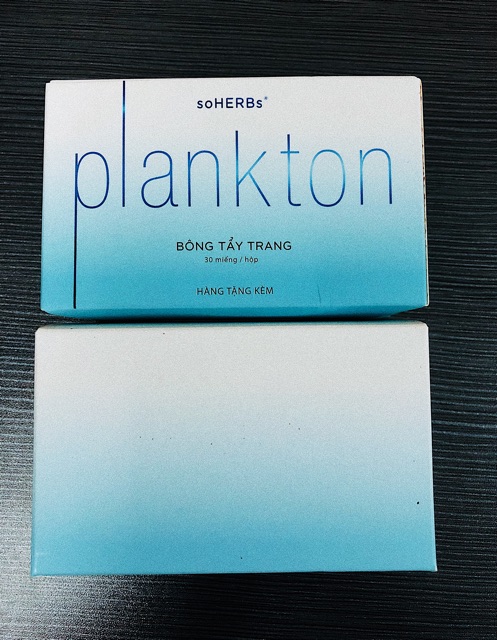 soHERBs®
plankton
BÔNG TẨY TRANG
30 miếng / hộp
HÀNG TẶNG KÈM